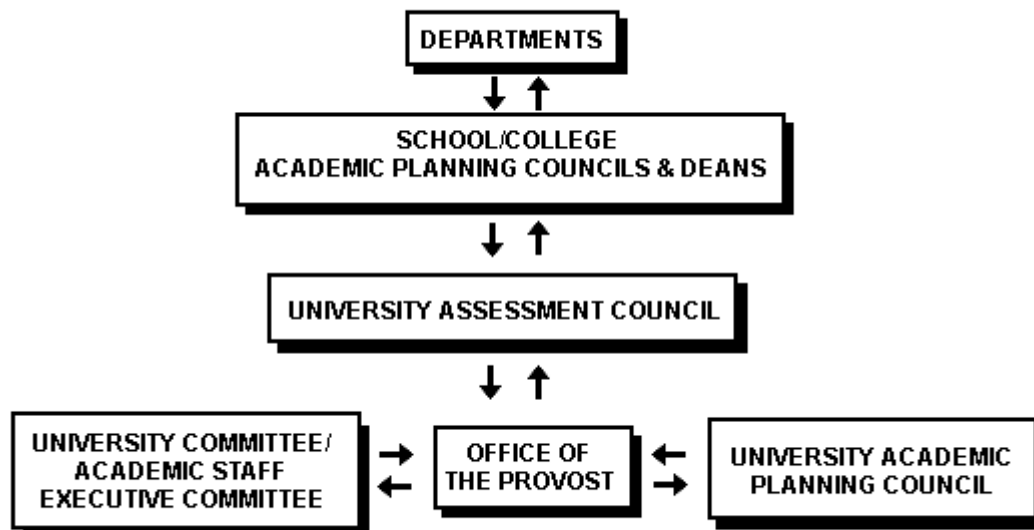 DEPARTMENTS
SCHOOL/COLLEGE
ACADEMIC PLANNING COUNCILS & DEANS
UNIVERSITY ASSESSMENT COUNCIL
UNIVERSITY COMMITTEE/
ACADEMIC STAFF
EXECUTIVE COMMITTEE
OFFICE OF
THE PROVOST
UNIVERSITY ACADEMIC
PLANNING COUNCIL